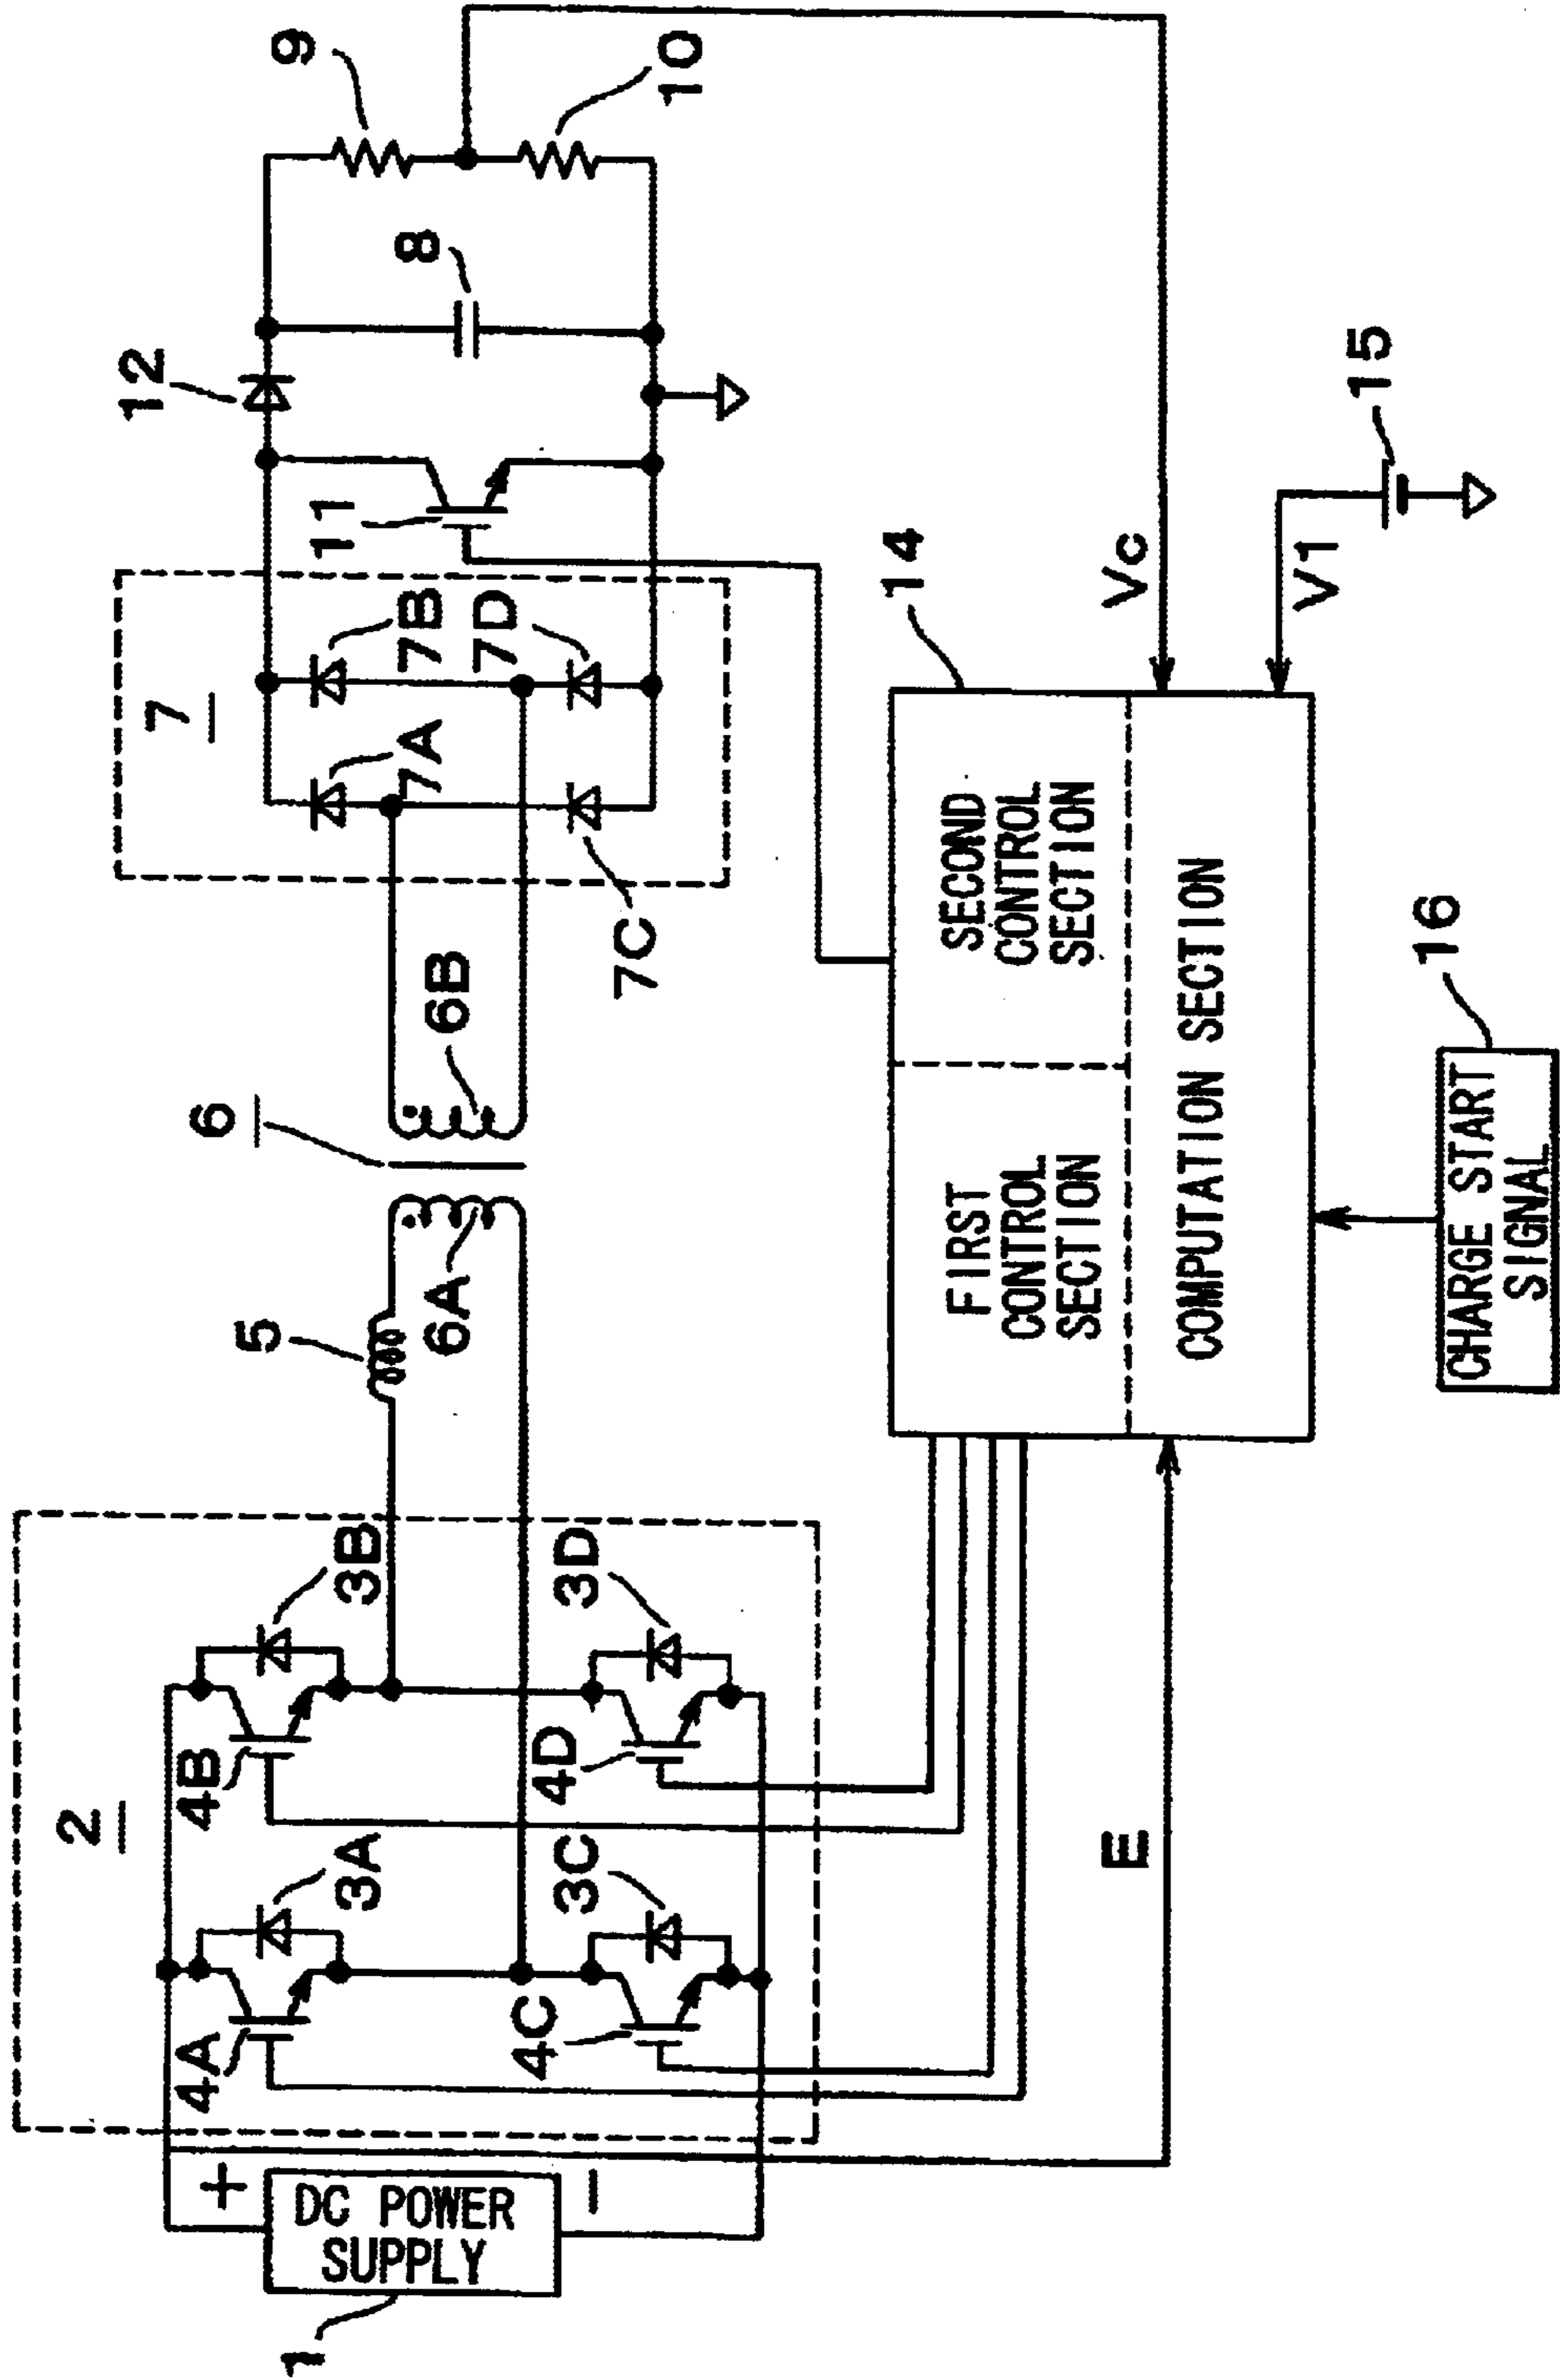 1
DC POWER
SUPPLY
+
−
2
4A
3A
4B
3B
4C
3C
4D
3D
5
6
6A
6B
7
7A
7B
7C
7D
11
12
8
9
10
E
14
FIRST
CONTROL
SECTION
SECOND
CONTROL
SECTION
COMPUTATION SECTION
Vc
V1
15
16
CHARGE START
SIGNAL